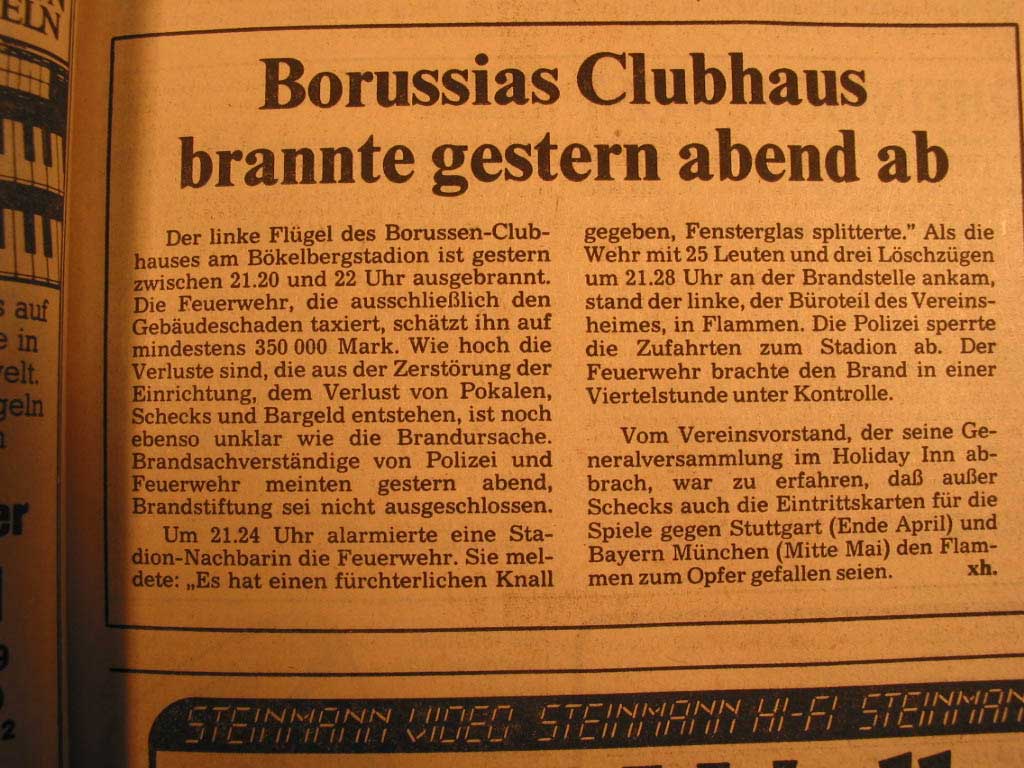 ELN
s auf
e in
velt.
geln
er
9
2
Borussias Clubhaus
brannte gestern abend ab
Der linke Flügel des Borussen-Club-
hauses am Bökelbergstadion ist gestern
zwischen 21.20 und 22 Uhr ausgebrannt.
Die Feuerwehr, die ausschließlich den
Gebäudeschaden taxiert, schätzt ihn auf
mindestens 350 000 Mark. Wie hoch die
Verluste sind, die aus der Zerstörung der
Einrichtung, dem Verlust von Pokalen,
Schecks und Bargeld entstehen, ist noch
ebenso unklar wie die Brandursache.
Brandsachverständige von Polizei und
Feuerwehr meinten gestern abend,
Brandstiftung sei nicht ausgeschlossen.
Um 21.24 Uhr alarmierte eine Sta-
dion-Nachbarin die Feuerwehr. Sie mel-
dete: „Es hat einen fürchterlichen Knall
gegeben, Fensterglas splitterte.” Als die
Wehr mit 25 Leuten und drei Löschzügen
um 21.28 Uhr an der Brandstelle ankam,
stand der linke, der Büroteil des Vereins-
heimes, in Flammen. Die Polizei sperrte
die Zufahrten zum Stadion ab. Der
Feuerwehr brachte den Brand in einer
Viertelstunde unter Kontrolle.
Vom Vereinsvorstand, der seine Ge-
neralversammlung im Holiday Inn ab-
brach, war zu erfahren, daß außer
Schecks auch die Eintrittskarten für die
Spiele gegen Stuttgart (Ende April) und
Bayern München (Mitte Mai) den Flam-
men zum Opfer gefallen seien. xh.
STEINMANN VIDEO STEINMANN HI-FI STEINMAN